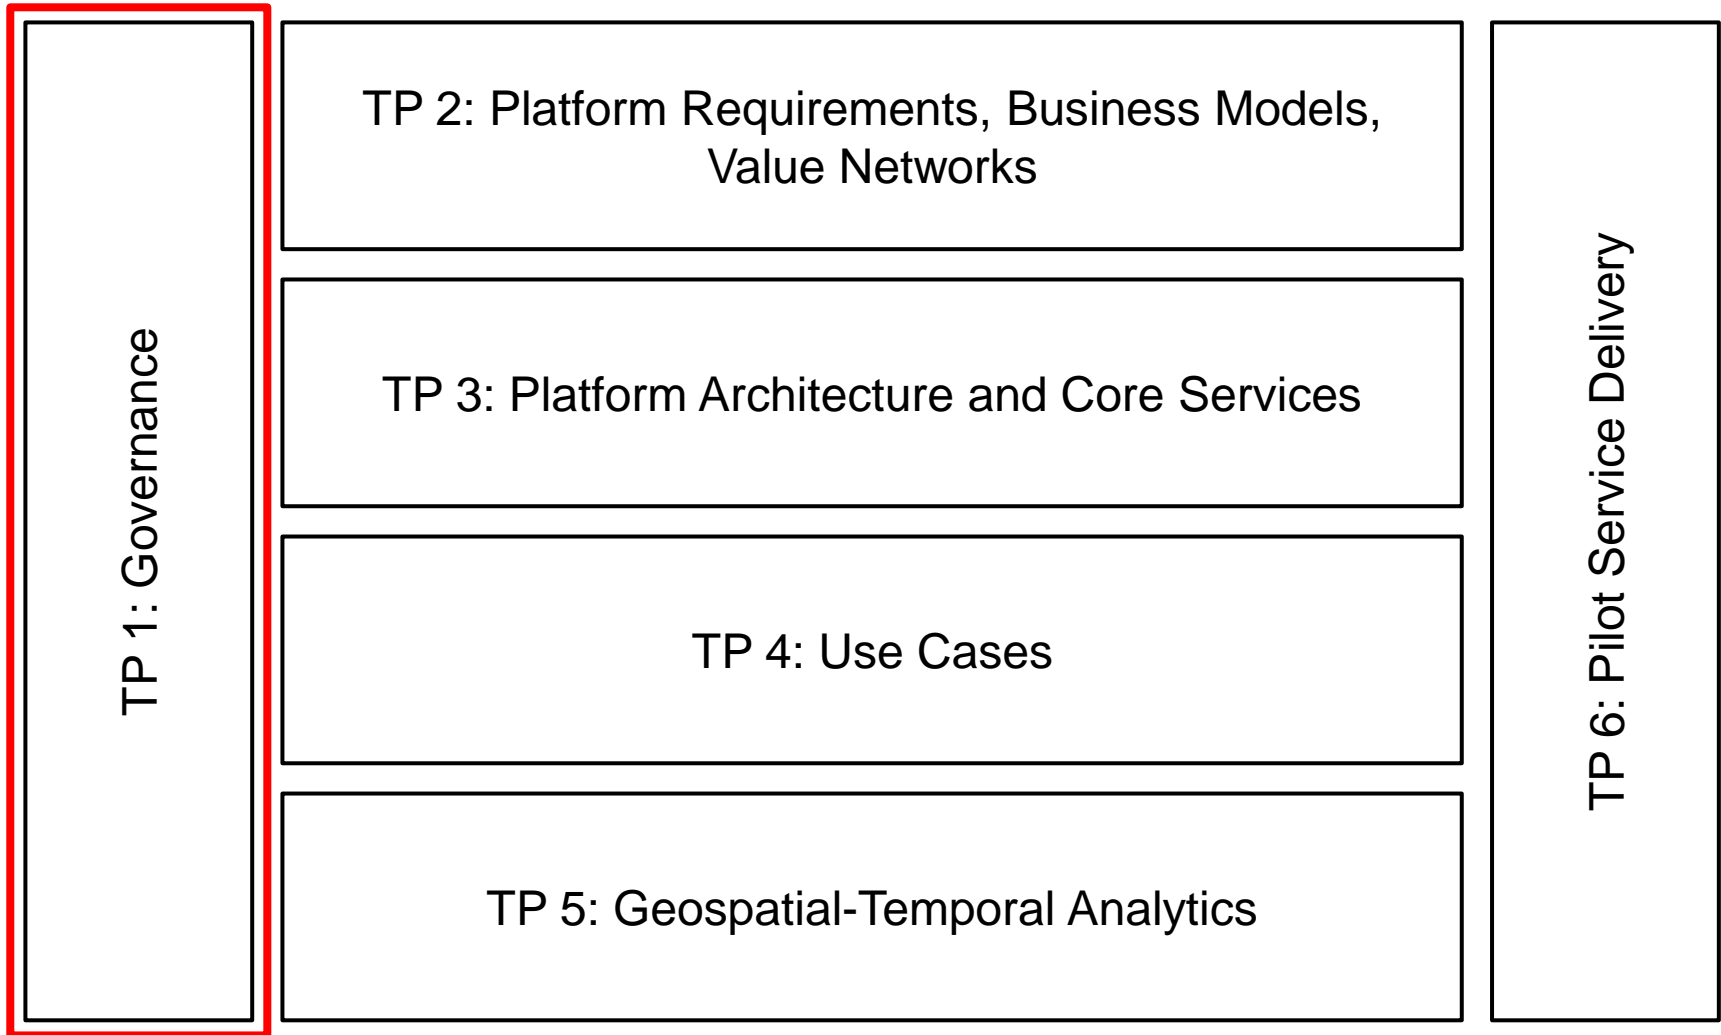 TP 1: Governance
TP 2: Platform Requirements, Business Models,
Value Networks
TP 3: Platform Architecture and Core Services
TP 4: Use Cases
TP 5: Geospatial-Temporal Analytics
TP 6: Pilot Service Delivery